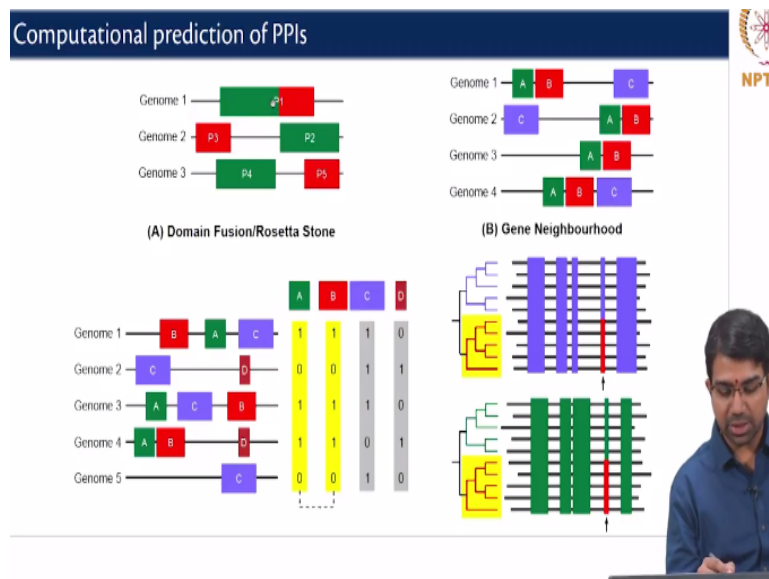 Computational prediction of PPIs
NPT
Genome 1 P1
Genome 2 P3 P2
Genome 3 P4 P5
(A) Domain Fusion/Rosetta Stone
Genome 1 A B C
Genome 2 C A B
Genome 3 A B
Genome 4 A B C
(B) Gene Neighbourhood
A B C D
Genome 1 B A C 1 1 1 0
Genome 2 C D 0 0 1 1
Genome 3 A C B 1 1 1 0
Genome 4 A B D 1 1 0 1
Genome 5 C 0 0 1 0